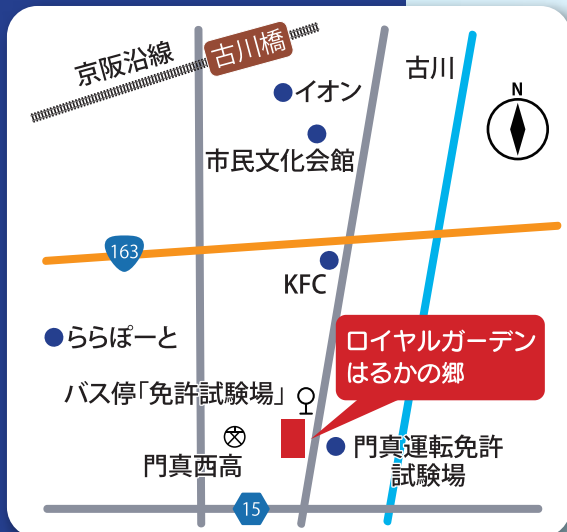 京阪沿線
古川橋
古川
N
イオン
市民文化会館
163
KFC
ららぽーと
ロイヤルガーデン
はるかの郷
バス停「免許試験場」
門真西高
門真運転免許
試験場
15